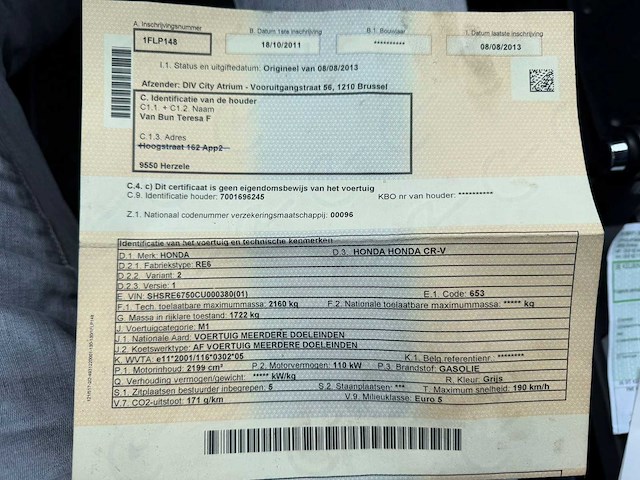 A. Inschrijvingsnummer B. Datum 1ste inschrijving B.1. Bouwjaar I. Datum laatste inschrijving
1FLP148 18/10/2011 ********** 08/08/2013
I.1. Status en uitgiftedatum: Origineel van 08/08/2013
Afzender: DIV City Atrium - Vooruitgangstraat 56, 1210 Brussel
C. Identificatie van de houder
C1.1. + C1.2. Naam
Van Bun Teresa F
C.1.3. Adres
Hoogstraat 162 App2
9550 Herzele
C.4. c) Dit certificaat is geen eigendomsbewijs van het voertuig
C.9. Identificatie houder: 7001696245 KBO nr van houder: **********
Z.1. Nationaal codenummer verzekeringsmaatschappij: 00096
Identificatie van het voertuig en technische kenmerken
D.1. Merk: HONDA D.3. HONDA HONDA CR-V
D.2.1. Fabriekstype: RE6
D.2.2. Variant: 2
D.2.3. Versie: 1
E. VIN: SHSRE6750CU000380(01) E.1. Code: 653
F.1. Tech. toelaatbare maximummassa: 2160 kg F.2. Nationale toelaatbare maximummassa: ***** kg
G. Massa in rijklare toestand: 1722 kg
J. Voertuigcategorie: M1
J.1. Nationale Aard: VOERTUIG MEERDERE DOELEINDEN
J.2. Koetswerktype: AF VOERTUIG MEERDERE DOELEINDEN
K. WVTA: e11*2001/116*0302*05 K.1. Belg.referentienr.: ********
P.1. Motorinhoud: 2199 cm³ P.2. Motorvermogen: 110 kW P.3. Brandstof: GASOLIE
Q. Verhouding vermogen/gewicht: ***** kW/kg R. Kleur: Grijs
S.1. Zitplaatsen bestuurder inbegrepen: 5 S.2. Staanplaatsen: *** T. Maximum snelheid: 190 km/h
V.7. CO2-uitstoot: 171 g/km V.9. Milieuklasse: Euro 5